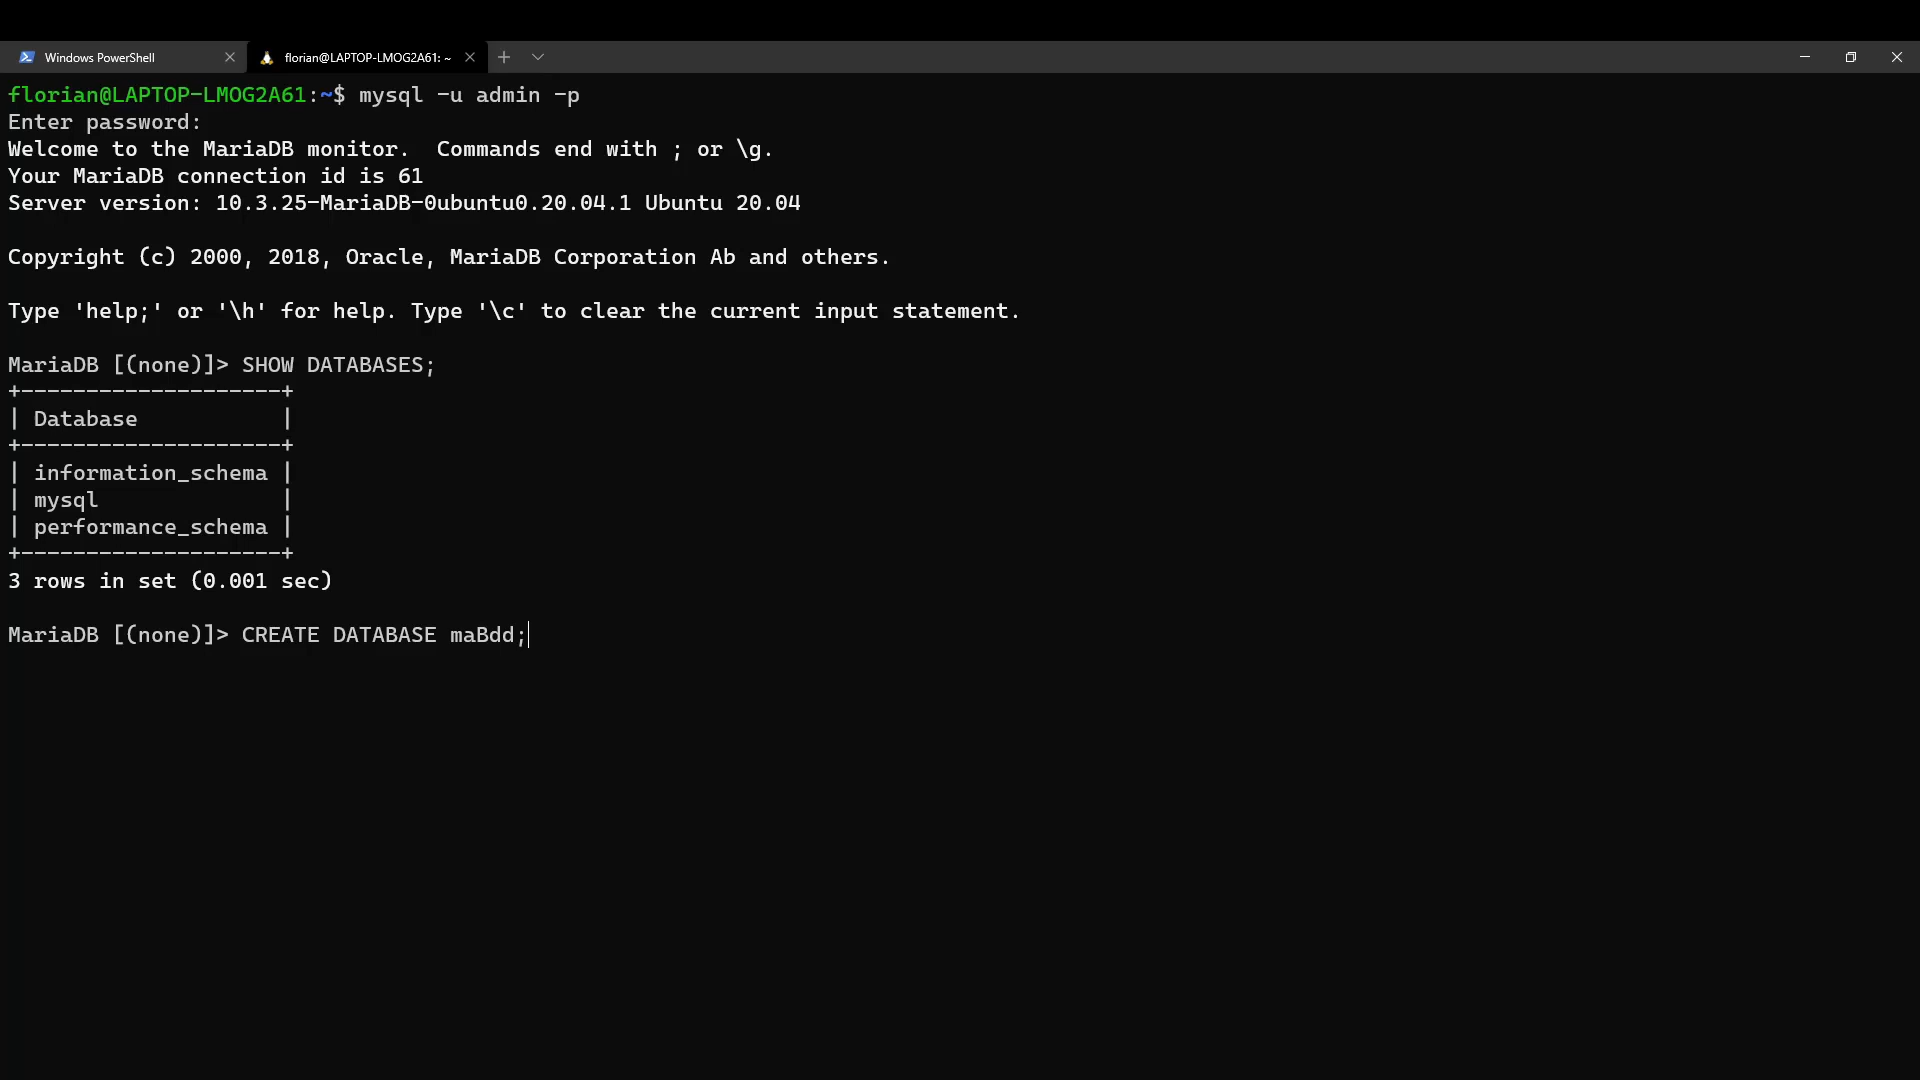 Windows PowerShell
florian@LAPTOP-LMOG2A61: ~
florian@LAPTOP-LMOG2A61:~$ mysql -u admin -p
Enter password:
Welcome to the MariaDB monitor.  Commands end with ; or \g.
Your MariaDB connection id is 61
Server version: 10.3.25-MariaDB-0ubuntu0.20.04.1 Ubuntu 20.04
Copyright (c) 2000, 2018, Oracle, MariaDB Corporation Ab and others.
Type 'help;' or '\h' for help. Type '\c' to clear the current input statement.
MariaDB [(none)]> SHOW DATABASES;
+--------------------+
| Database           |
+--------------------+
| information_schema |
| mysql              |
| performance_schema |
+--------------------+
3 rows in set (0.001 sec)
MariaDB [(none)]> CREATE DATABASE maBdd;